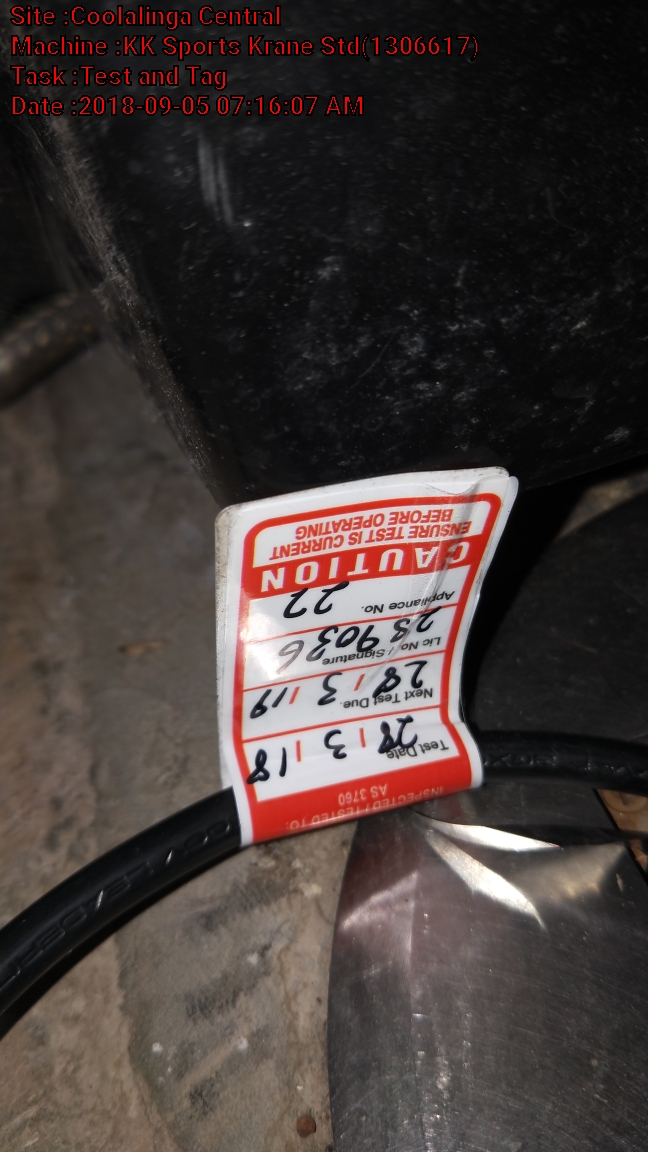 Site :Coolalinga Central
Machine :KK Sports Krane Std(1306617)
Task :Test and Tag
Date :2018-09-05 07:16:07 AM
INSPECTED / TESTED TO:
AS 3760
Test Date
28 / 3 / 18
Next Test Due.
28 / 3 / 19
Lic No. / Signature
259036
Appliance No.
22
CAUTION
ENSURE TEST IS CURRENT
BEFORE OPERATING